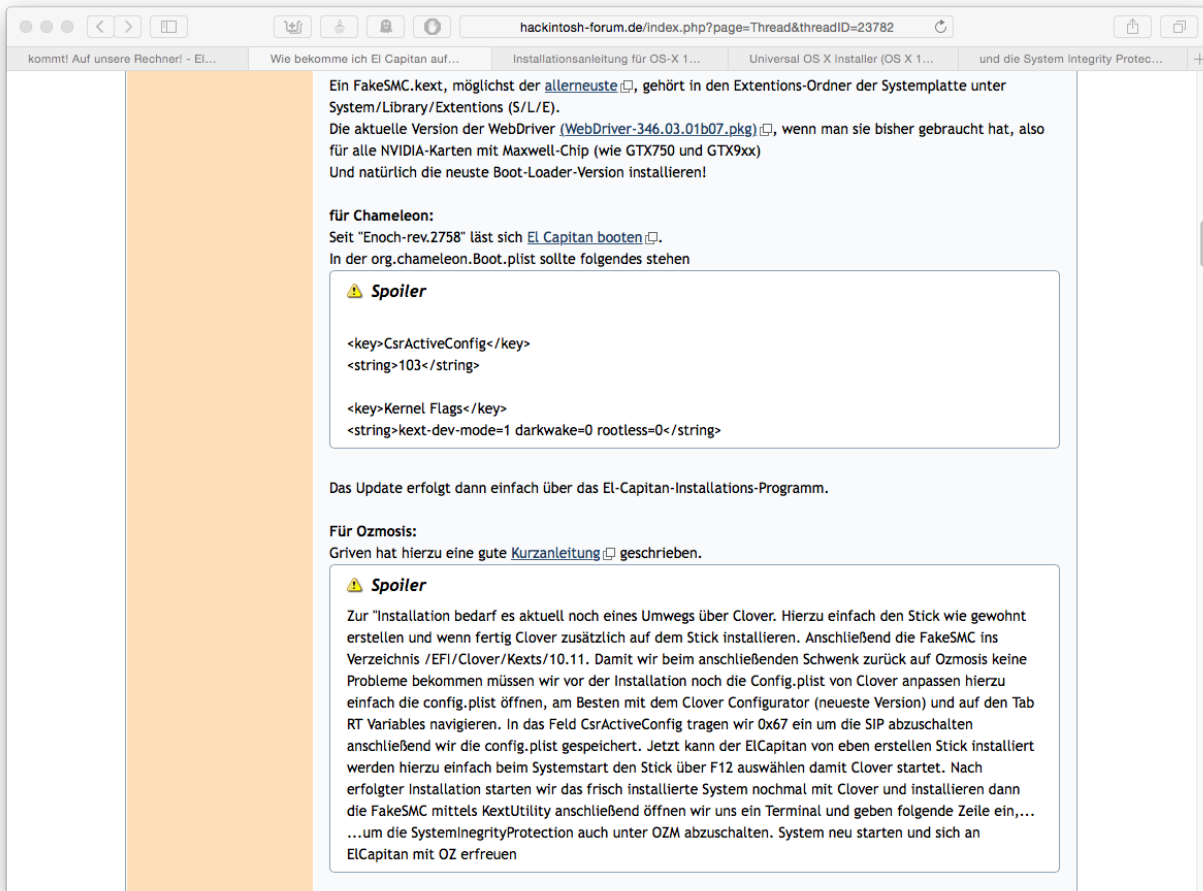 hackintosh-forum.de/index.php?page=Thread&threadID=23782
kommt! Auf unsere Rechner! - El...
Wie bekomme ich El Capitan auf...
Installationsanleitung für OS-X 1...
Universal OS X Installer (OS X 1...
und die System Integrity Protec...
Ein FakeSMC.kext, möglichst der allerneuste, gehört in den Extentions-Ordner der Systemplatte unter
System/Library/Extentions (S/L/E).
Die aktuelle Version der WebDriver (WebDriver-346.03.01b07.pkg), wenn man sie bisher gebraucht hat, also
für alle NVIDIA-Karten mit Maxwell-Chip (wie GTX750 und GTX9xx)
Und natürlich die neuste Boot-Loader-Version installieren!
für Chameleon:
Seit "Enoch-rev.2758" läst sich El Capitan booten.
In der org.chameleon.Boot.plist sollte folgendes stehen
Spoiler
<key>CsrActiveConfig</key>
<string>103</string>
<key>Kernel Flags</key>
<string>kext-dev-mode=1 darkwake=0 rootless=0</string>
Das Update erfolgt dann einfach über das El-Capitan-Installations-Programm.
Für Ozmosis:
Griven hat hierzu eine gute Kurzanleitung geschrieben.
Spoiler
Zur "Installation bedarf es aktuell noch eines Umwegs über Clover. Hierzu einfach den Stick wie gewohnt
erstellen und wenn fertig Clover zusätzlich auf dem Stick installieren. Anschließend die FakeSMC ins
Verzeichnis /EFI/Clover/Kexts/10.11. Damit wir beim anschließenden Schwenk zurück auf Ozmosis keine
Probleme bekommen müssen wir vor der Installation noch die Config.plist von Clover anpassen hierzu
einfach die config.plist öffnen, am Besten mit dem Clover Configurator (neueste Version) und auf den Tab
RT Variables navigieren. In das Feld CsrActiveConfig tragen wir 0x67 ein um die SIP abzuschalten
anschließend wir die config.plist gespeichert. Jetzt kann der ElCapitan von eben erstellen Stick installiert
werden hierzu einfach beim Systemstart den Stick über F12 auswählen damit Clover startet. Nach
erfolgter Installation starten wir das frisch installierte System nochmal mit Clover und installieren dann
die FakeSMC mittels KextUtility anschließend öffnen wir uns ein Terminal und geben folgende Zeile ein,...
...um die SystemInegrityProtection auch unter OZM abzuschalten. System neu starten und sich an
ElCapitan mit OZ erfreuen